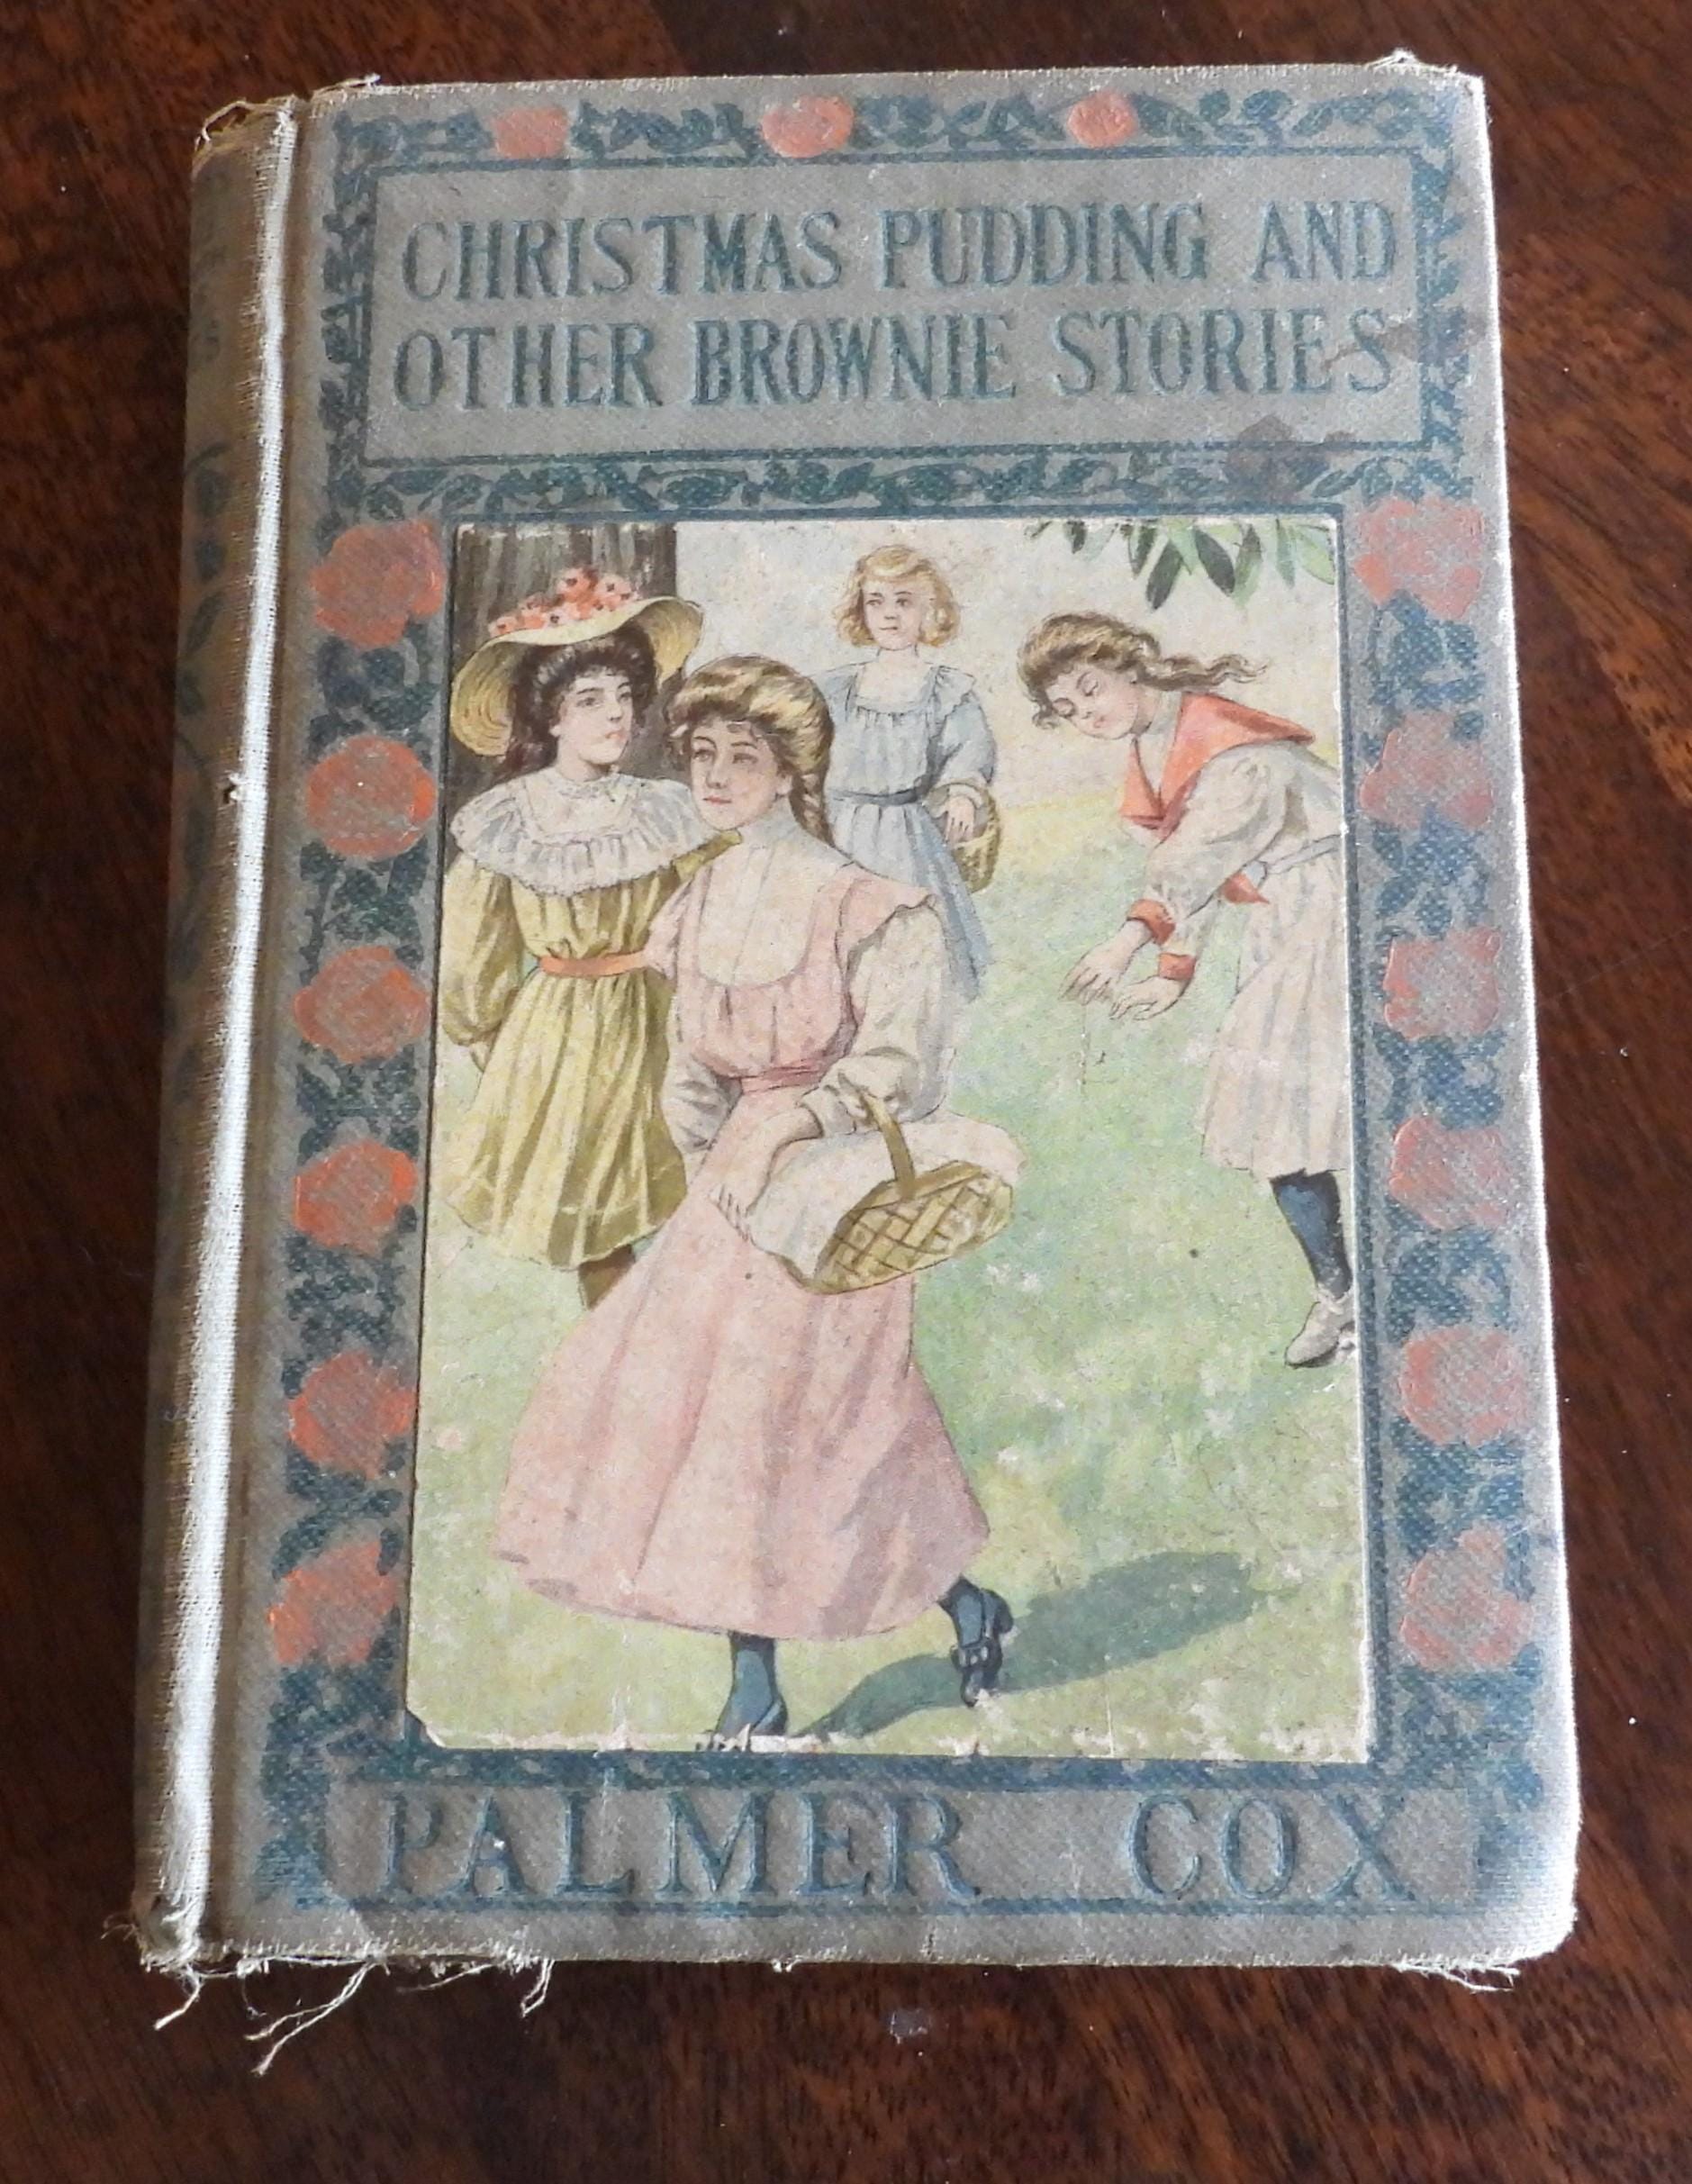 CHRISTMAS PUDDING AND
OTHER BROWNIE STORIES
PALMER COX